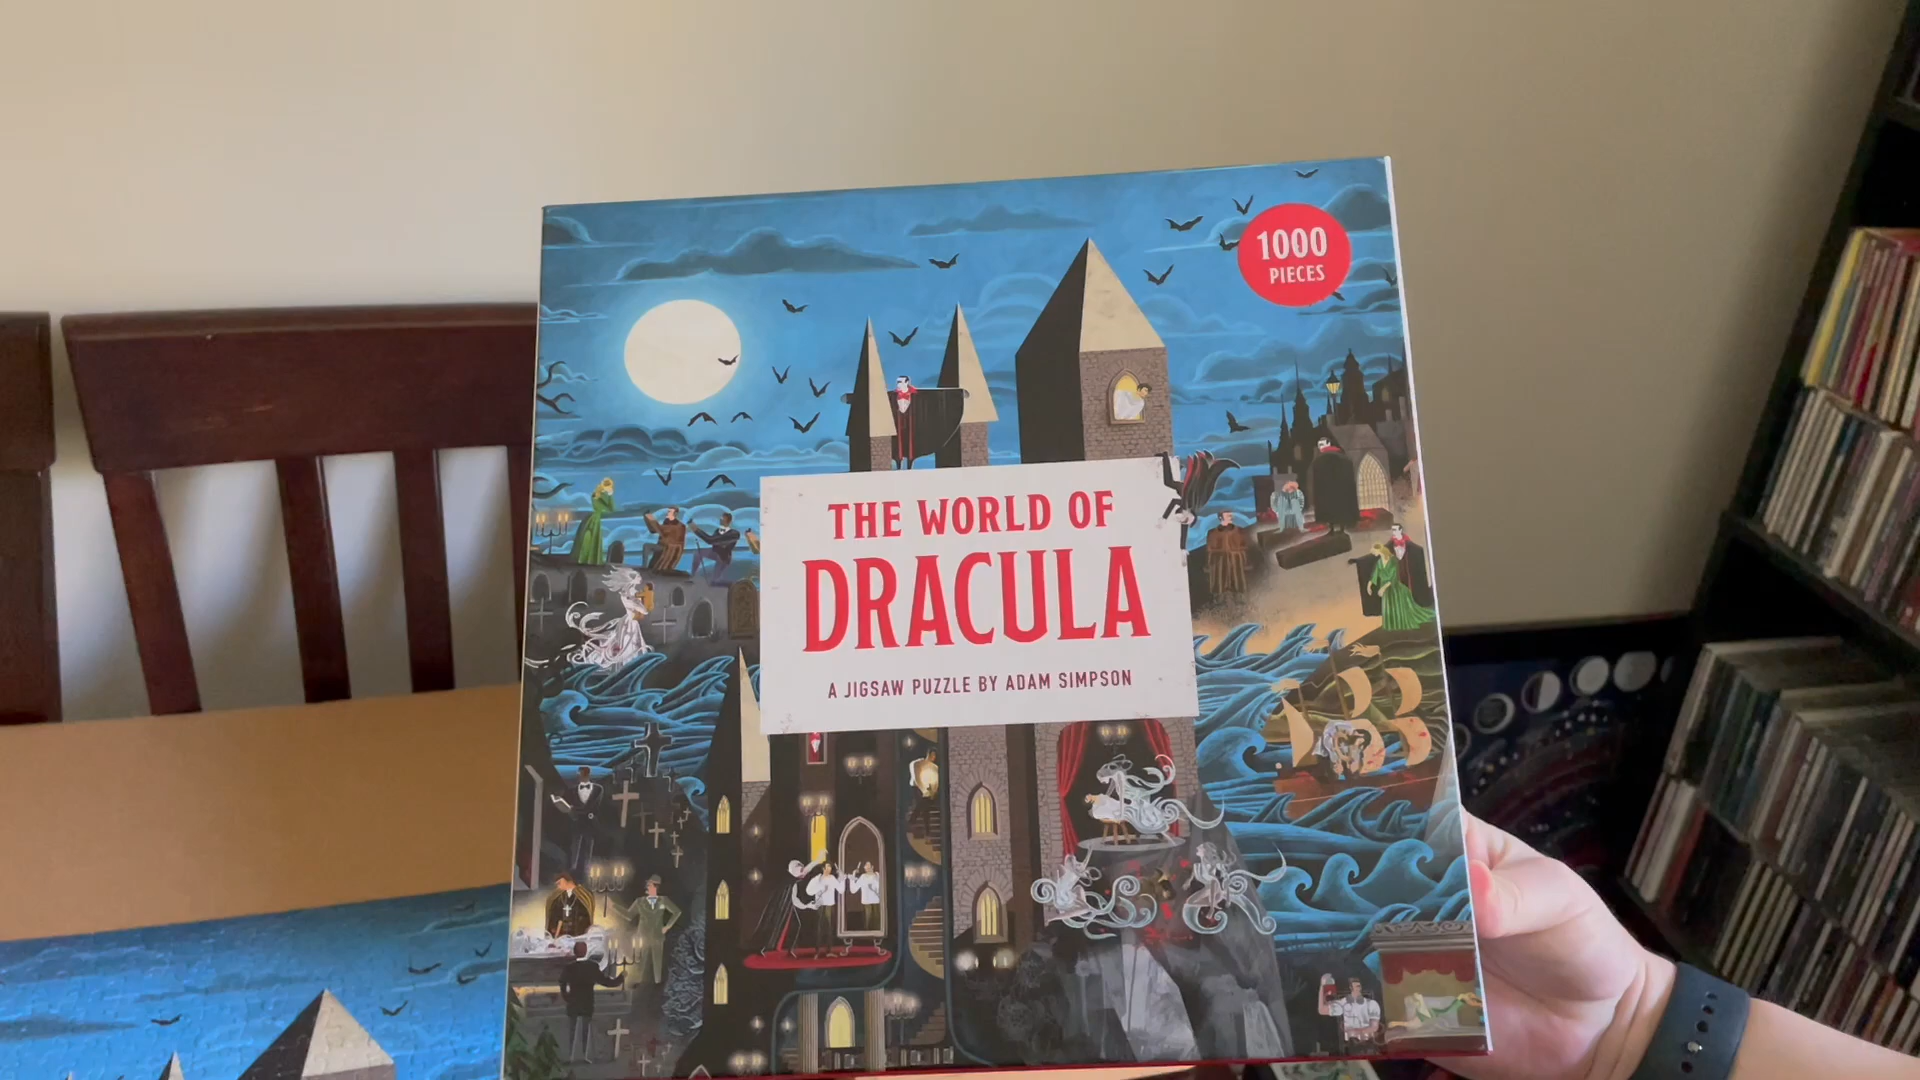 1000
PIECES
THE WORLD OF
DRACULA
A JIGSAW PUZZLE BY ADAM SIMPSON